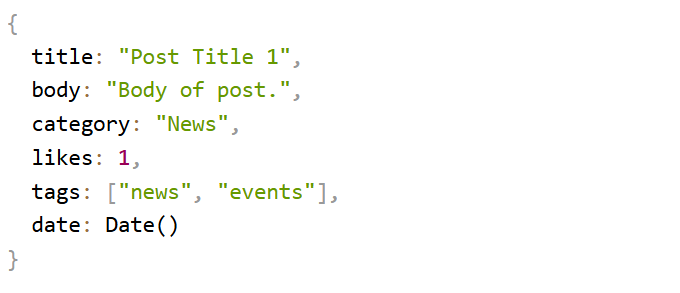 {
  title: "Post Title 1",
  body: "Body of post.",
  category: "News",
  likes: 1,
  tags: ["news", "events"],
  date: Date()
}